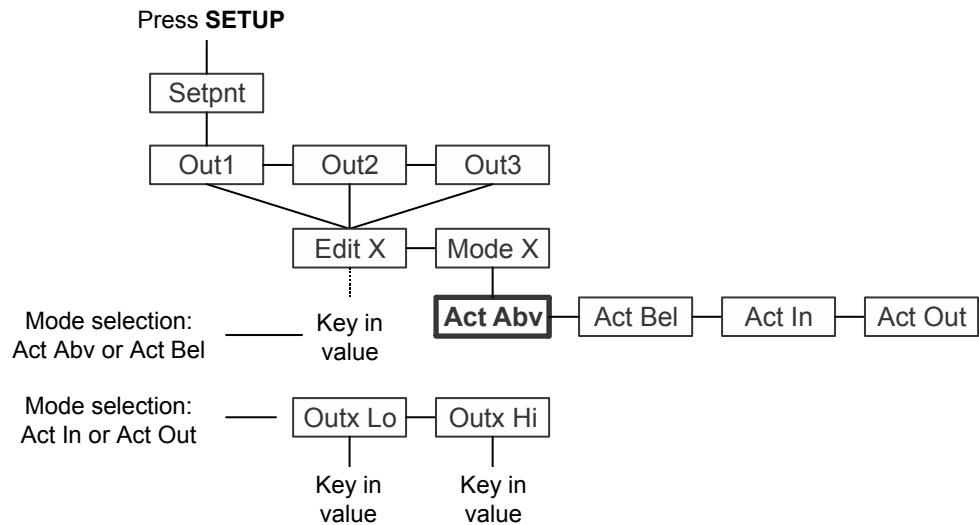 Press SETUP
Setpnt
Out1
Out2
Out3
Edit X
Mode X
Mode selection:
Act Abv or Act Bel
Key in
value
Act Abv
Act Bel
Act In
Act Out
Mode selection:
Act In or Act Out
Outx Lo
Outx Hi
Key in
value
Key in
value